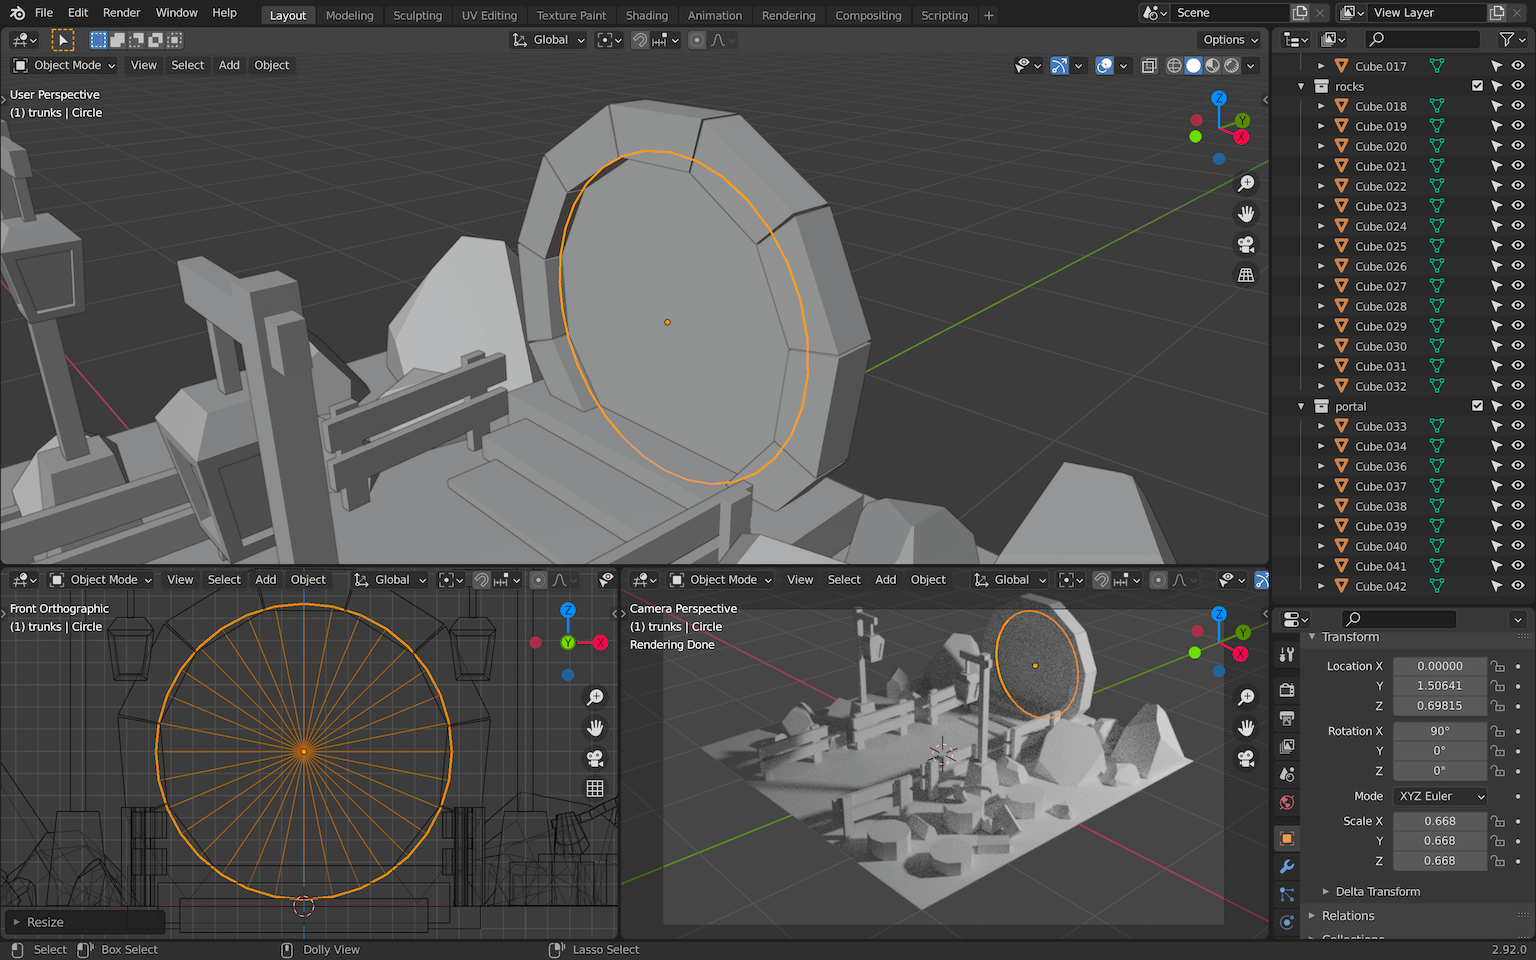 File Edit Render Window Help Layout Modeling Sculpting UV Editing Texture Paint Shading Animation Rendering Compositing Scripting + Scene View Layer
Global Options
Object Mode View Select Add Object
User Perspective
(1) trunks | Circle
Z
Y
X
Cube.017
rocks
Cube.018
Cube.019
Cube.020
Cube.021
Cube.022
Cube.023
Cube.024
Cube.025
Cube.026
Cube.027
Cube.028
Cube.029
Cube.030
Cube.031
Cube.032
portal
Cube.033
Cube.034
Cube.036
Cube.037
Cube.038
Cube.039
Cube.040
Cube.041
Cube.042
Object Mode View Select Add Object Global
Front Orthographic
(1) trunks | Circle
Z
Y
X
Resize
Object Mode View Select Add Object Global
Camera Perspective
(1) trunks | Circle
Rendering Done
Z
Y
X
Transform
Location X 0.00000
Y 1.50641
Z 0.69815
Rotation X 90°
Y 0°
Z 0°
Mode XYZ Euler
Scale X 0.668
Y 0.668
Z 0.668
Delta Transform
Relations
Collections
Select Box Select Dolly View Lasso Select 2.92.0